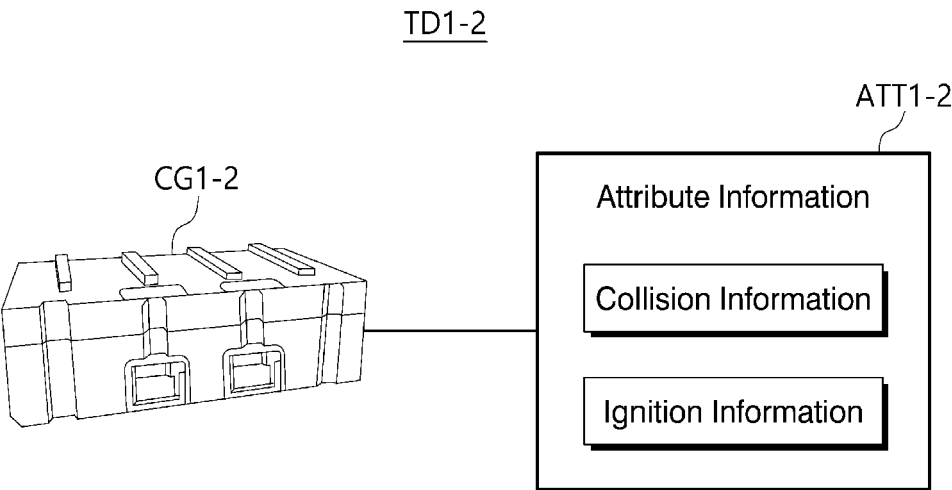 TD1-2
ATT1-2
CG1-2
Attribute Information
Collision Information
Ignition Information